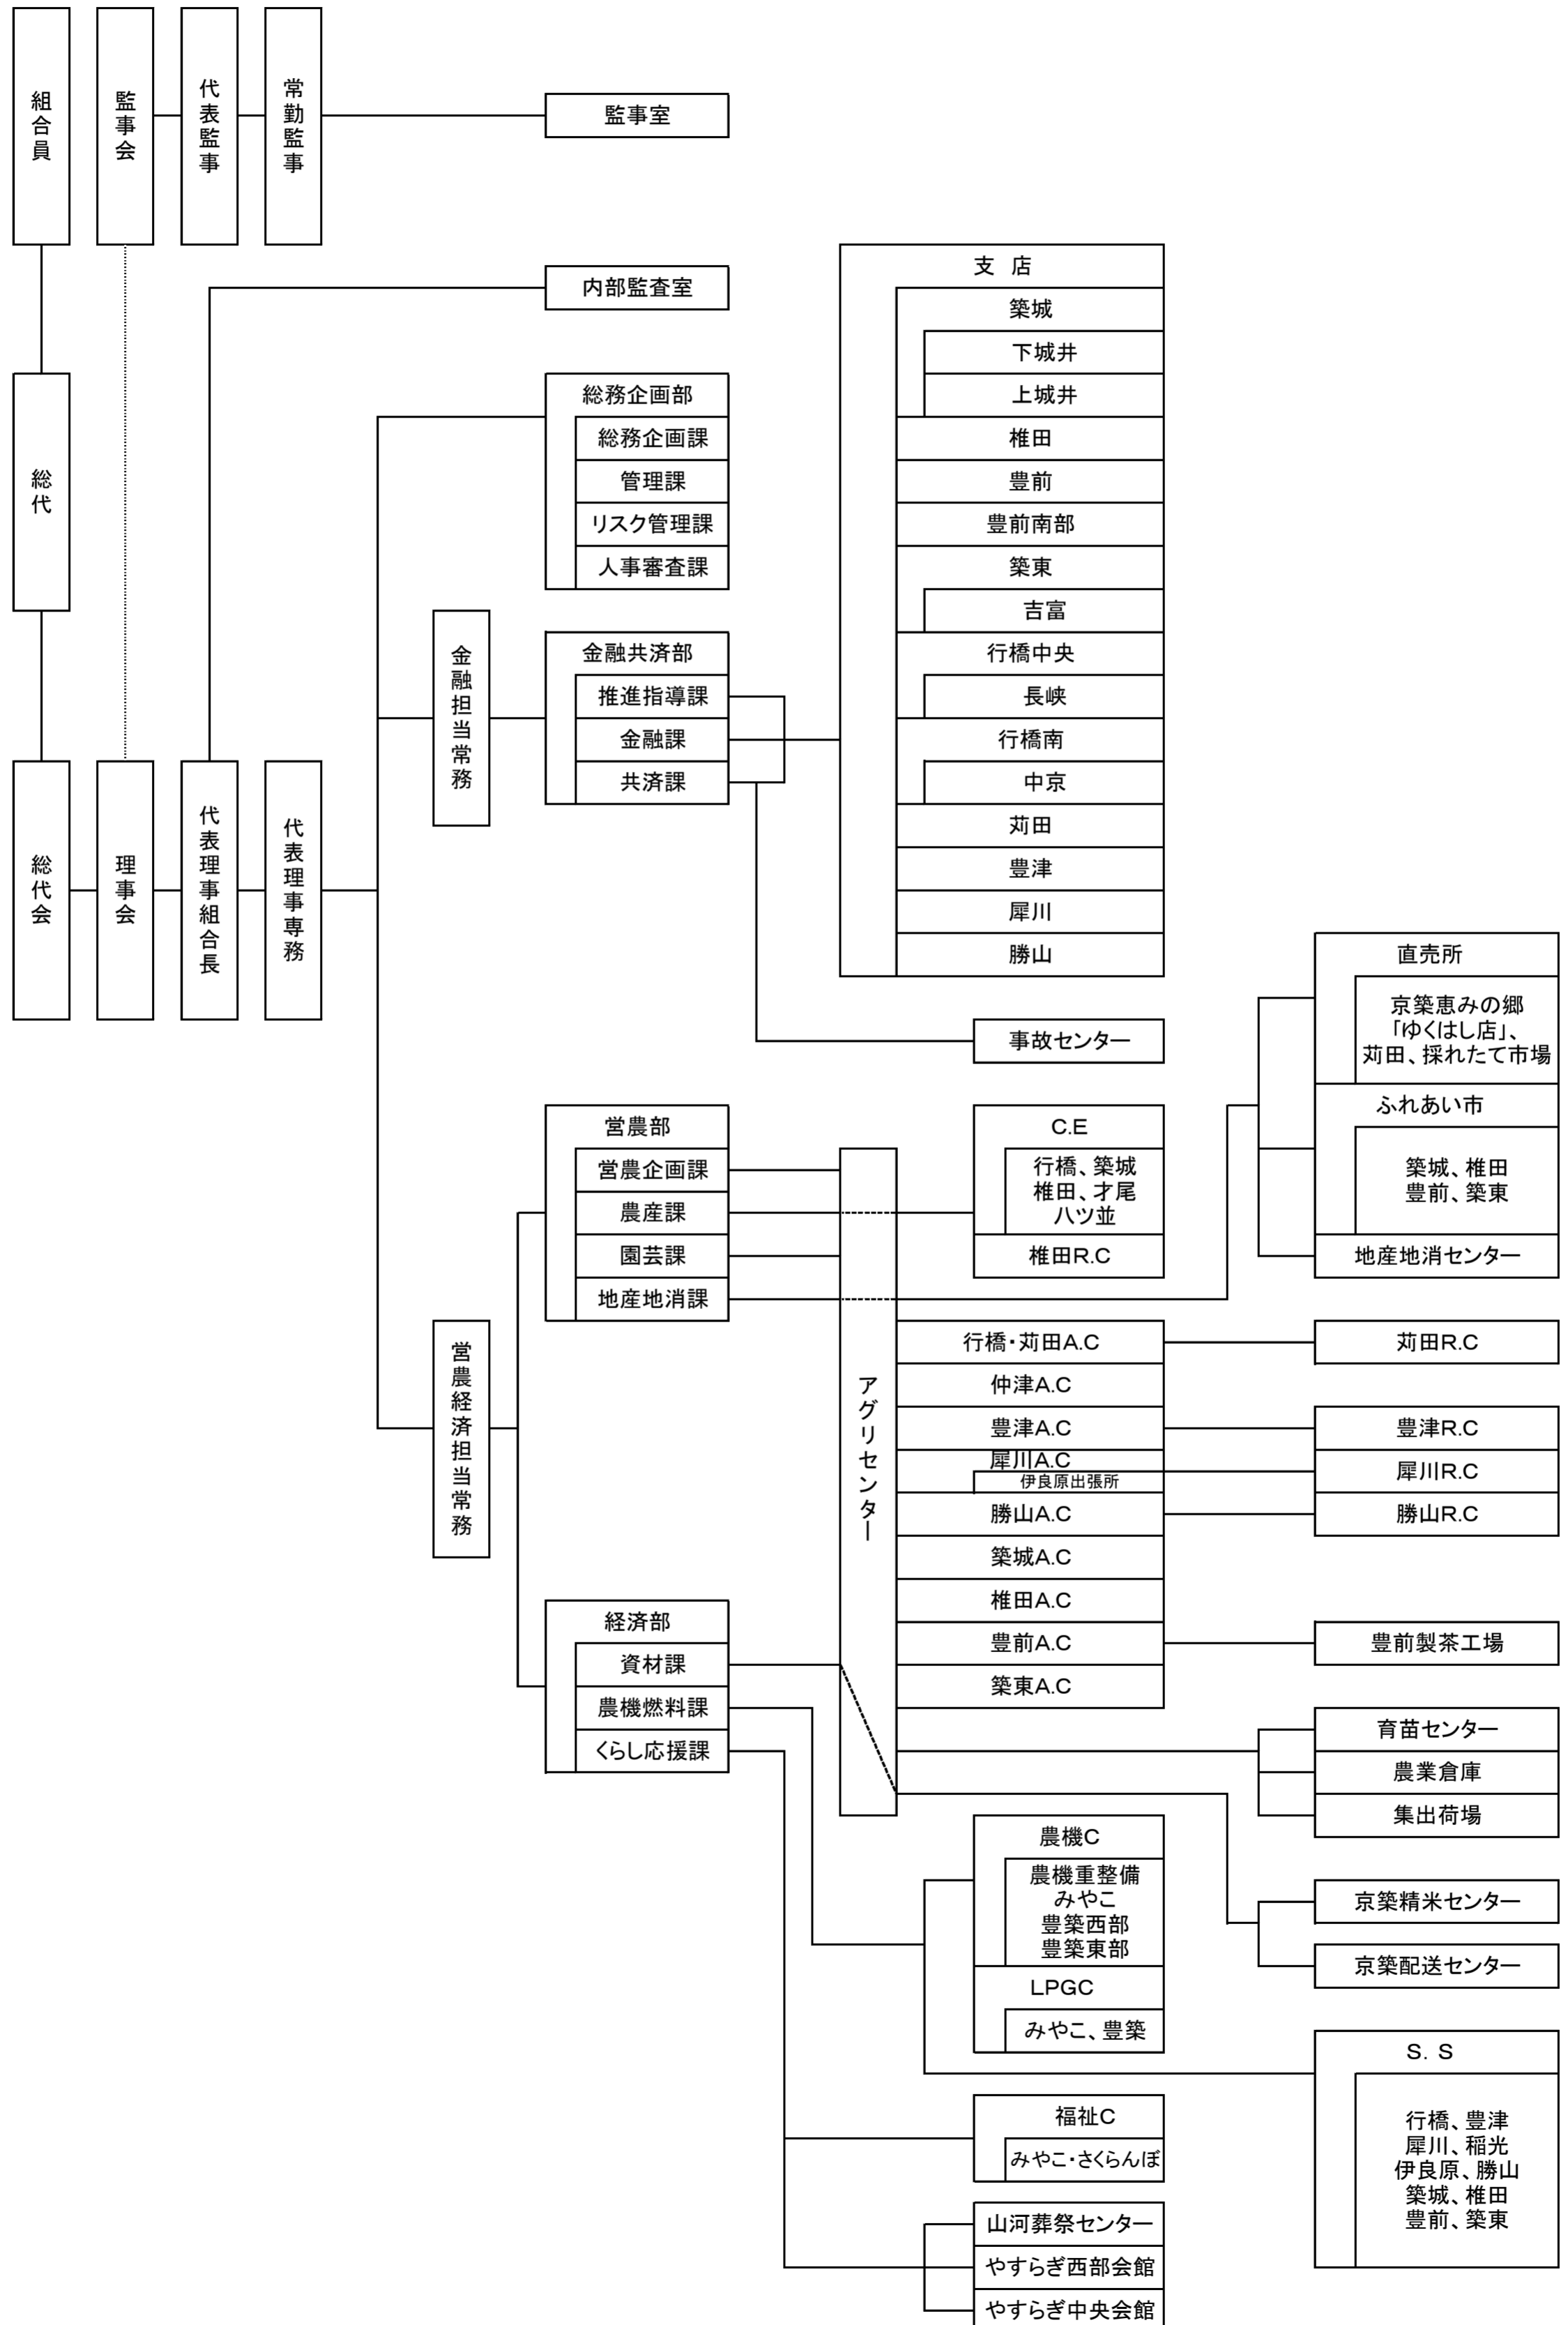 組合員
監事会
代表監事
常勤監事
監事室
内部監査室
総代
総代会
理事会
代表理事組合長
代表理事専務
総務企画部
総務企画課
管理課
リスク管理課
人事審査課
金融担当常務
金融共済部
推進指導課
金融課
共済課
支 店
築城
下城井
上城井
椎田
豊前
豊前南部
築東
吉富
行橋中央
長峡
行橋南
中京
苅田
豊津
犀川
勝山
事故センター
営農経済担当常務
営農部
営農企画課
農産課
園芸課
地産地消課
経済部
資材課
農機燃料課
くらし応援課
アグリセンター
C.E
行橋、築城
椎田、才尾
八ツ並
椎田R.C
直売所
京築恵みの郷
「ゆくはし店」、
苅田、採れたて市場
ふれあい市
築城、椎田
豊前、築東
地産地消センター
行橋・苅田A.C
仲津A.C
豊津A.C
犀川A.C
伊良原出張所
勝山A.C
築城A.C
椎田A.C
豊前A.C
築東A.C
苅田R.C
豊津R.C
犀川R.C
勝山R.C
豊前製茶工場
育苗センター
農業倉庫
集出荷場
京築精米センター
京築配送センター
農機C
農機重整備
みやこ
豊築西部
豊築東部
LPGC
みやこ、豊築
S. S
行橋、豊津
犀川、稲光
伊良原、勝山
築城、椎田
豊前、築東
福祉C
みやこ・さくらんぼ
山河葬祭センター
やすらぎ西部会館
やすらぎ中央会館